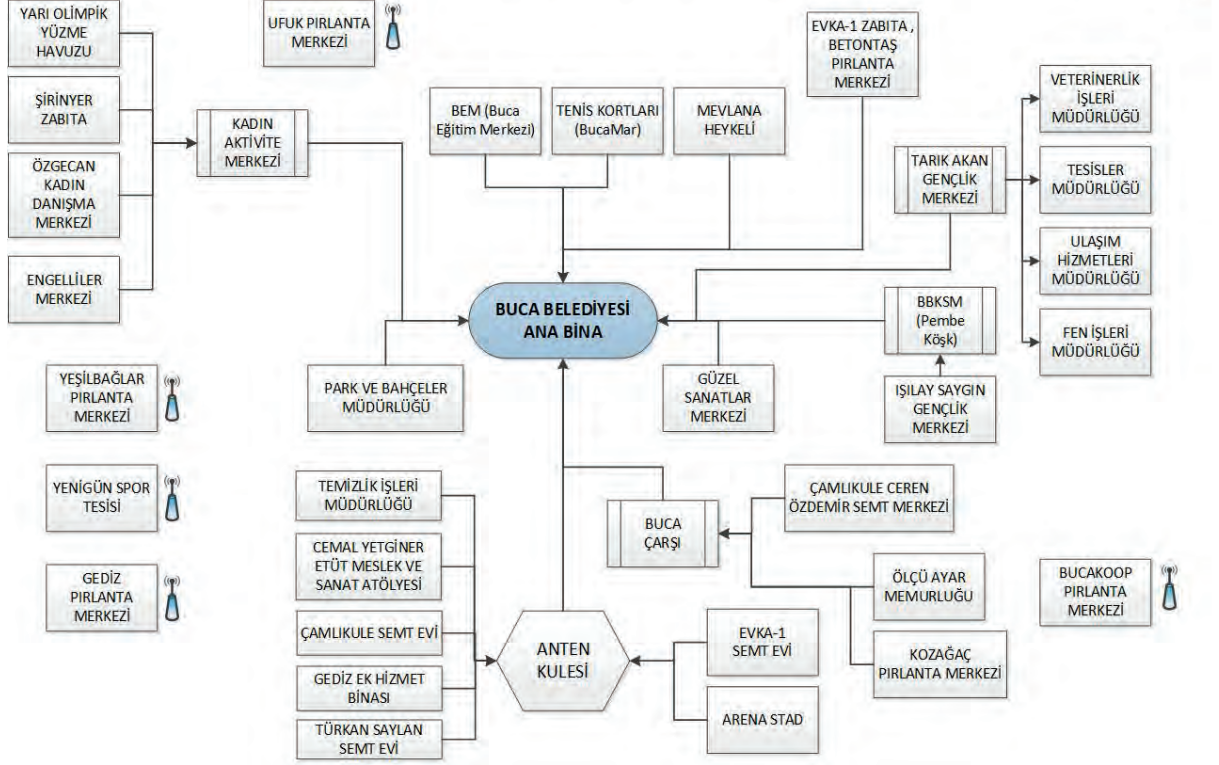 YARI OLİMPİK
YÜZME
HAVUZU
UFUK PIRLANTA
MERKEZİ
EVKA-1 ZABITA ,
BETONTAŞ
PIRLANTA
MERKEZİ
ŞİRİNYER
ZABITA
KADIN
AKTİVİTE
MERKEZİ
BEM (Buca
Eğitim Merkezi)
TENİS KORTLARI
(BucaMar)
MEVLANA
HEYKELİ
VETERİNERLİK
İŞLERİ
MÜDÜRLÜĞÜ
ÖZGECAN
KADIN
DANIŞMA
MERKEZİ
TARIK AKAN
GENÇLİK
MERKEZİ
TESİSLER
MÜDÜRLÜĞÜ
ENGELLİLER
MERKEZİ
ULAŞIM
HİZMETLERİ
MÜDÜRLÜĞÜ
BUCA BELEDİYESİ
ANA BİNA
BBKSM
(Pembe
Köşk)
FEN İŞLERİ
MÜDÜRLÜĞÜ
YEŞİLBAĞLAR
PIRLANTA
MERKEZİ
PARK VE BAHÇELER
MÜDÜRLÜĞÜ
GÜZEL
SANATLAR
MERKEZİ
IŞILAY SAYGIN
GENÇLİK
MERKEZİ
YENİGÜN SPOR
TESİSİ
TEMİZLİK İŞLERİ
MÜDÜRLÜĞÜ
BUCA
ÇARŞI
ÇAMLIKULE CEREN
ÖZDEMİR SEMT MERKEZİ
GEDİZ
PIRLANTA
MERKEZİ
CEMAL YETGİNER
ETÜT MESLEK VE
SANAT ATÖLYESİ
ÖLÇÜ AYAR
MEMURLUĞU
BUCAKOOP
PIRLANTA
MERKEZİ
ÇAMLIKULE SEMT EVİ
ANTEN
KULESİ
EVKA-1
SEMT EVİ
KOZAĞAÇ
PIRLANTA MERKEZİ
GEDİZ EK HİZMET
BİNASI
ARENA STAD
TÜRKAN SAYLAN
SEMT EVİ